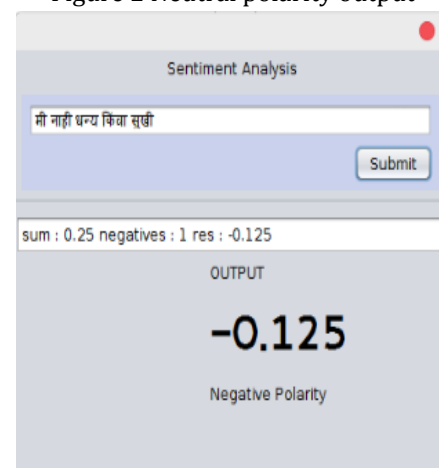 Figure 2 Neutral polarity output
Sentiment Analysis
मी नाही धन्य किंवा सुखी
Submit
sum : 0.25 negatives : 1 res : -0.125
OUTPUT
-0.125
Negative Polarity